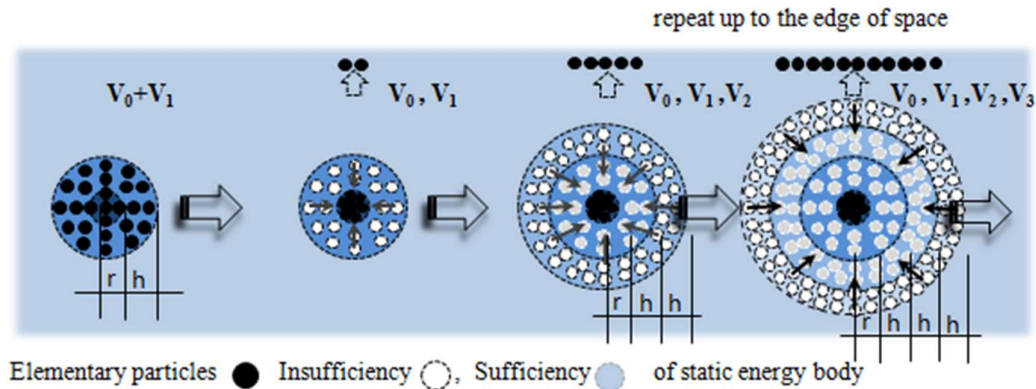 repeat up to the edge of space
V₀+V₁
V₀, V₁
V₀, V₁,V₂
V₀, V₁,V₂,V₃
r h
r h h
r h h h
Elementary particles Insufficiency , Sufficiency of static energy body